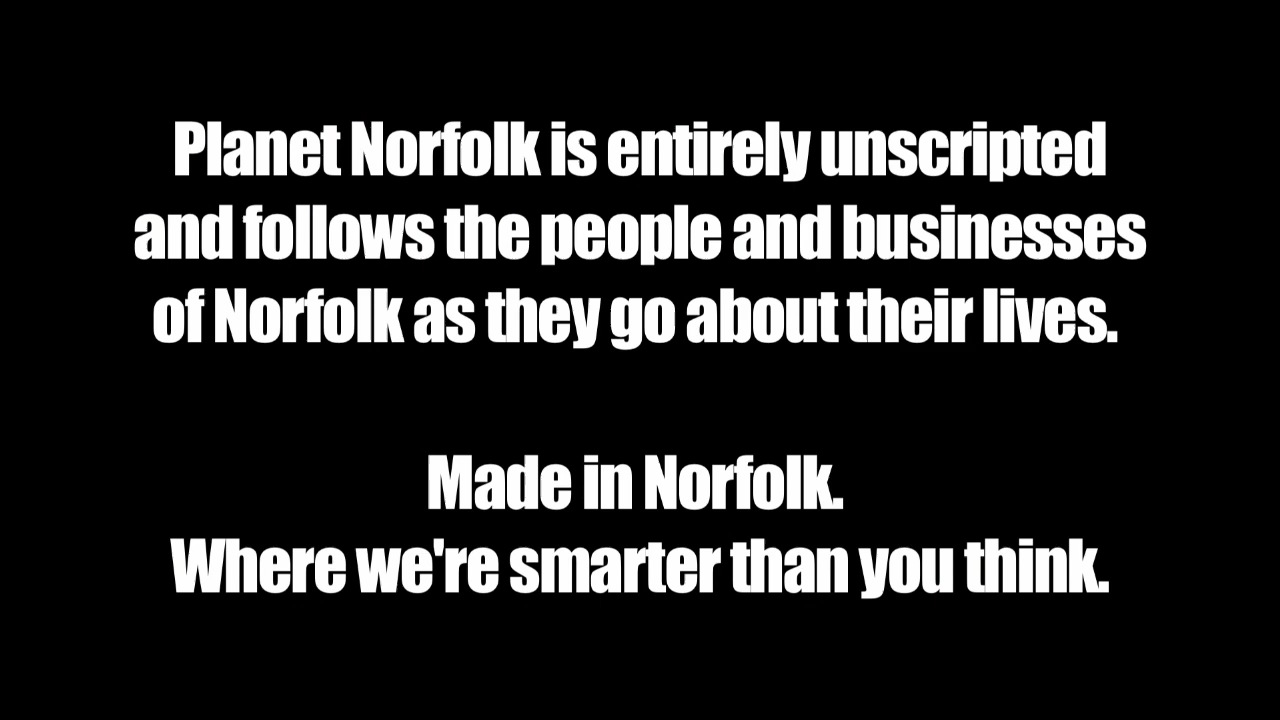 Planet Norfolk is entirely unscripted
and follows the people and businesses
of Norfolk as they go about their lives.
Made in Norfolk.
Where we're smarter than you think.